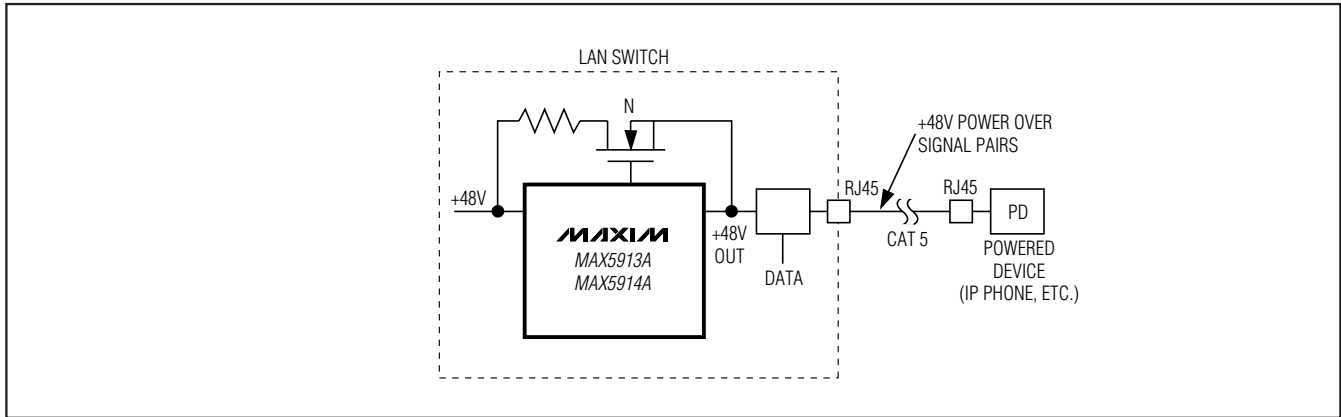 LAN SWITCH
N
+48V POWER OVER
SIGNAL PAIRS
+48V
RJ45
RJ45
MAXIM
MAX5913A
MAX5914A
+48V
OUT
DATA
CAT 5
PD
POWERED
DEVICE
(IP PHONE, ETC.)